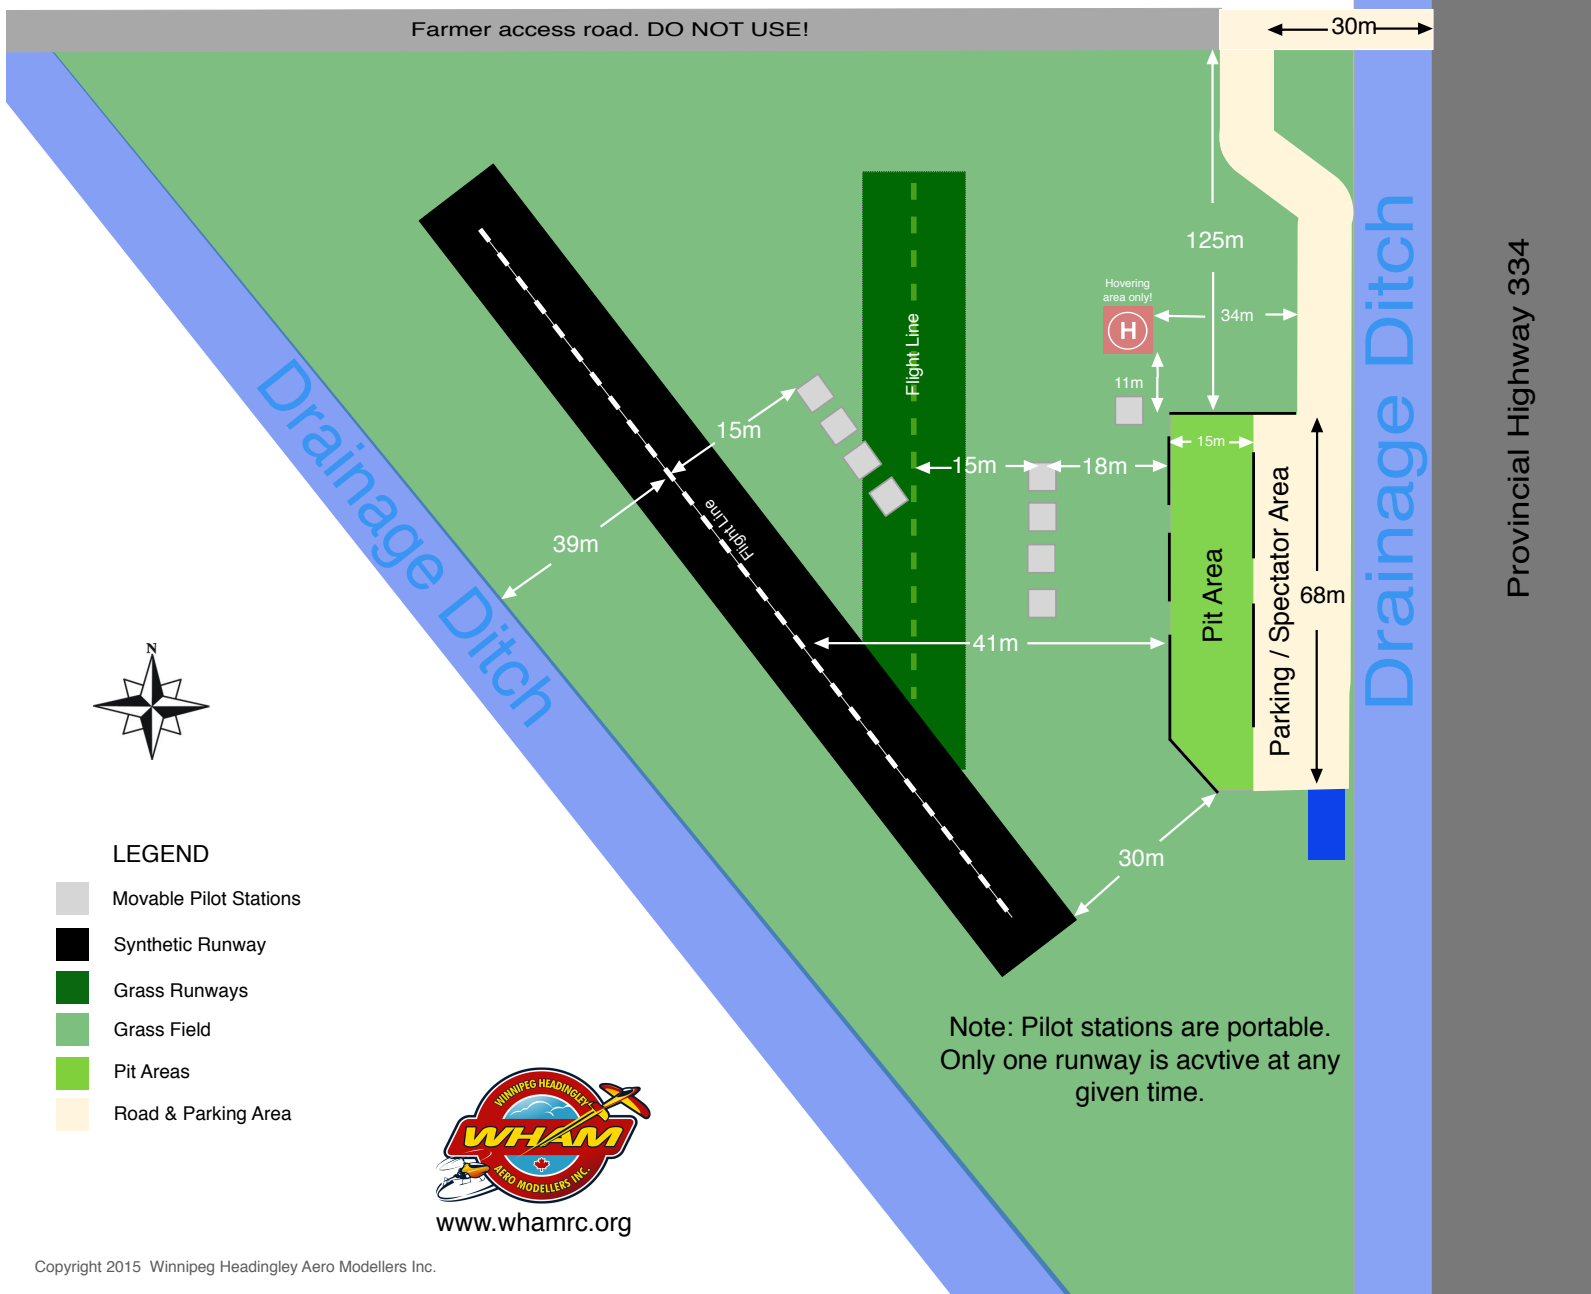 Farmer access road. DO NOT USE!
30m
125m
Hovering
area only!
H
34m
11m
15m
Flight Line
15m
15m
18m
Flight Line
39m
41m
Pit Area
Parking / Spectator Area
68m
30m
Drainage Ditch
Drainage Ditch
Provincial Highway 334
N
LEGEND
Movable Pilot Stations
Synthetic Runway
Grass Runways
Grass Field
Pit Areas
Road & Parking Area
Note: Pilot stations are portable.
Only one runway is acvtive at any
given time.
WINNIPEG HEADINGLEY
WHAM
AERO MODELLERS INC.
www.whamrc.org
Copyright 2015 Winnipeg Headingley Aero Modellers Inc.